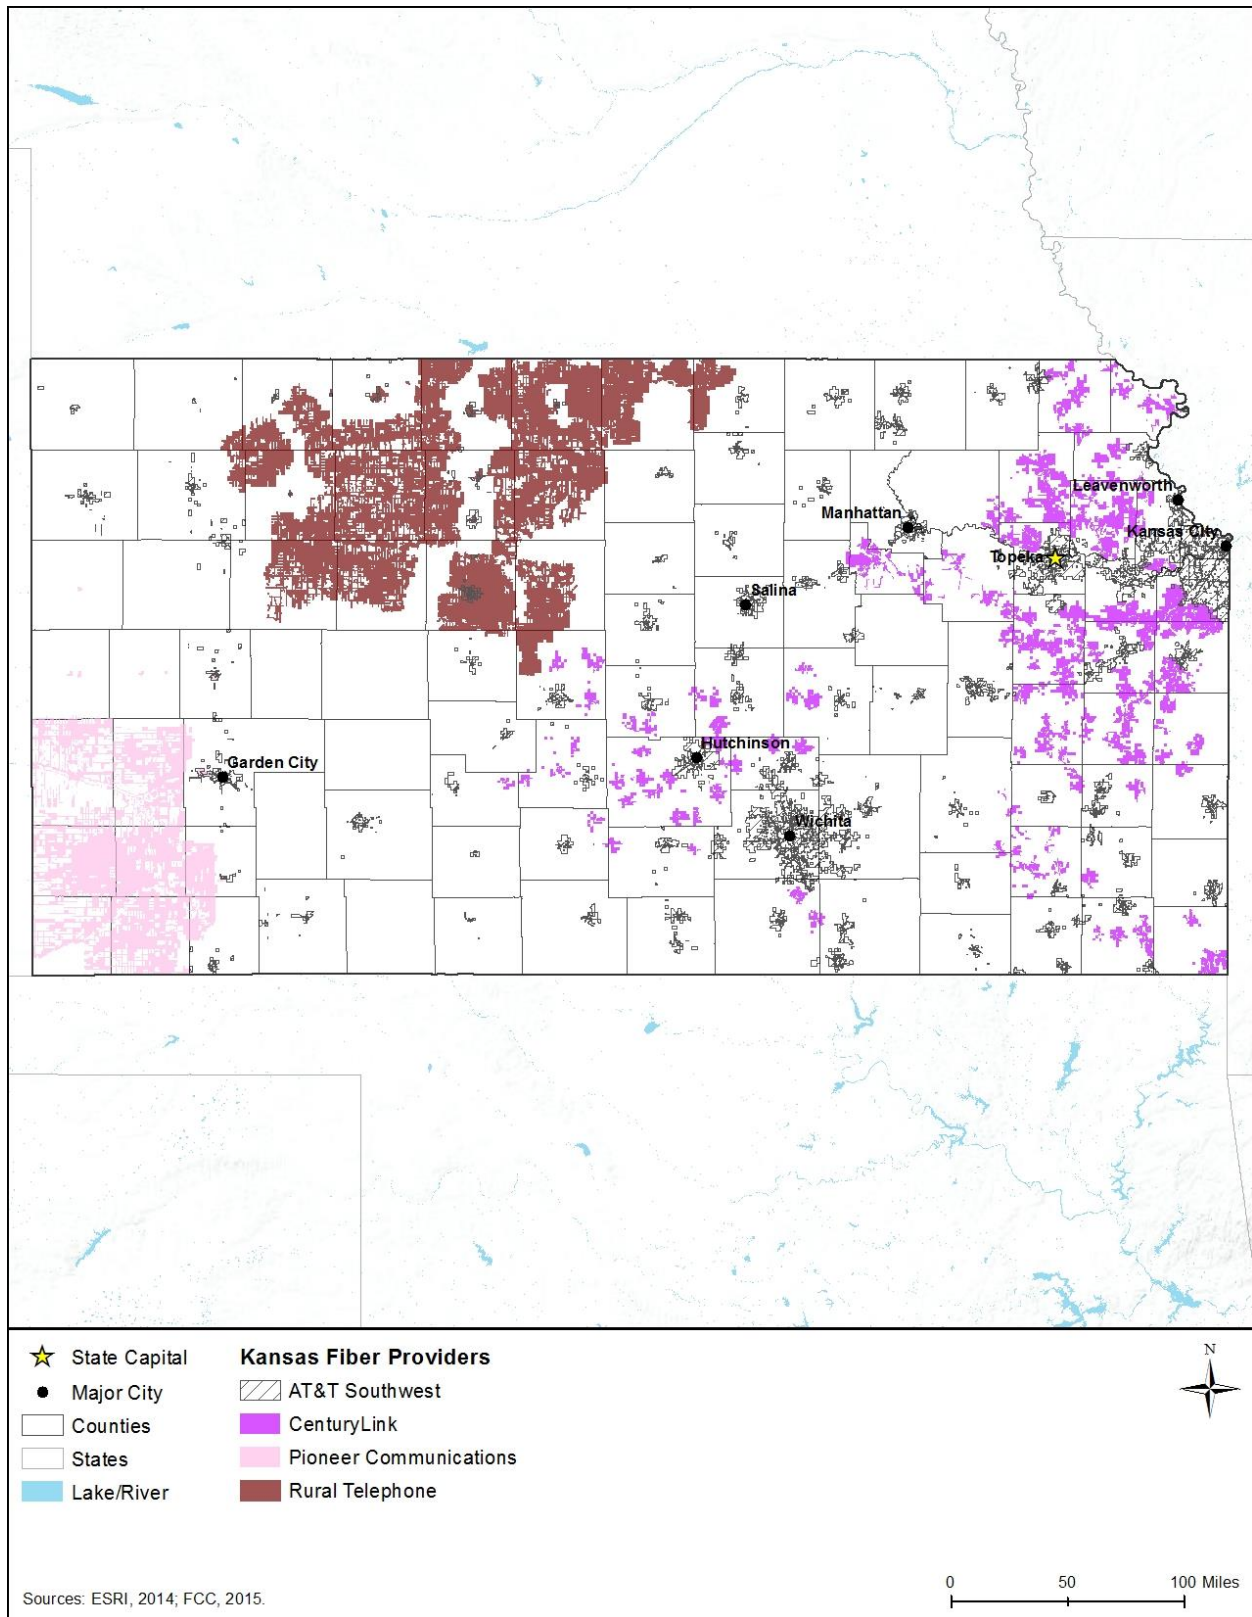 Leavenworth
Manhattan
Kansas City
Topeka
Salina
Hutchinson
Garden City
Wichita
State Capital
Major City
Counties
States
Lake/River
Kansas Fiber Providers
AT&T Southwest
CenturyLink
Pioneer Communications
Rural Telephone
N
Sources: ESRI, 2014; FCC, 2015.
0 50 100 Miles